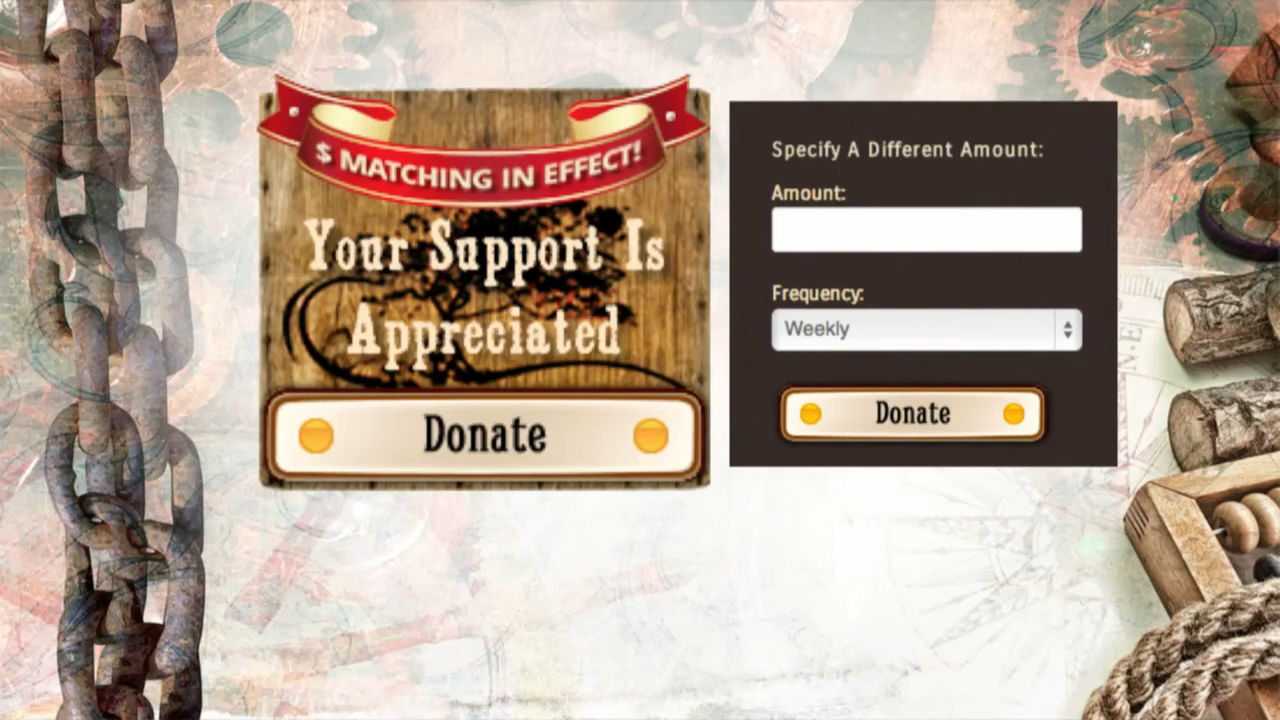 $ MATCHING IN EFFECT!
Your Support Is
Appreciated
Donate
Specify A Different Amount:
Amount:
Frequency:
Weekly
Donate